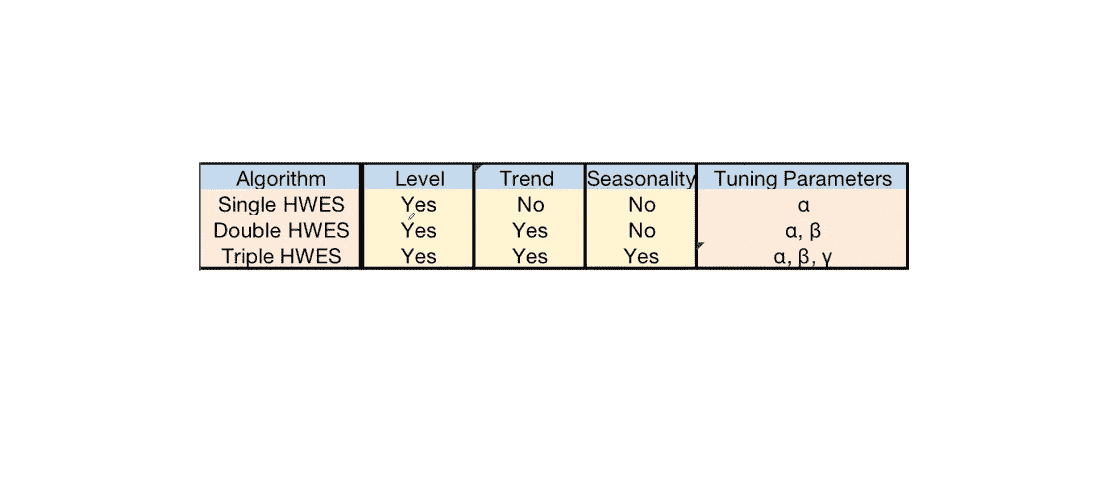 Algorithm Level Trend Seasonality Tuning Parameters
Single HWES Yes No No α
Double HWES Yes Yes No α, β
Triple HWES Yes Yes Yes α, β, γ